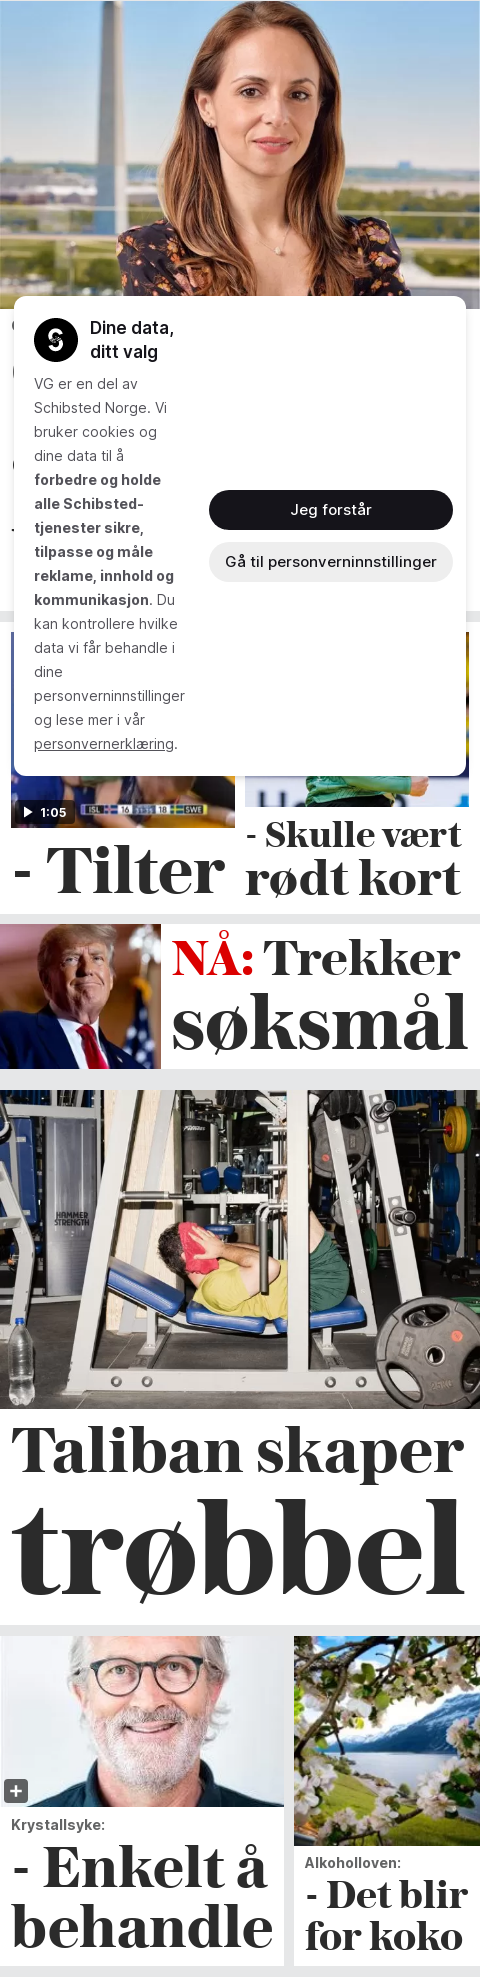 Dine data,
ditt valg
VG er en del av
Schibsted Norge. Vi
bruker cookies og
dine data til å
forbedre og holde
alle Schibsted-
tjenester sikre,
tilpasse og måle
reklame, innhold og
kommunikasjon. Du
kan kontrollere hvilke
data vi får behandle i
dine
personverninnstillinger
og lese mer i vår
personvernerklæring.
Jeg forstår
Gå til personverninnstillinger
1:05
ISL 16 18 SWE
- Tilter
- Skulle vært
rødt kort
NÅ: Trekker
søksmål
HAMMER
STRENGTH
Taliban skaper
trøbbel
Krystallsyke:
- Enkelt å
behandle
Alkoholloven:
- Det blir
for koko